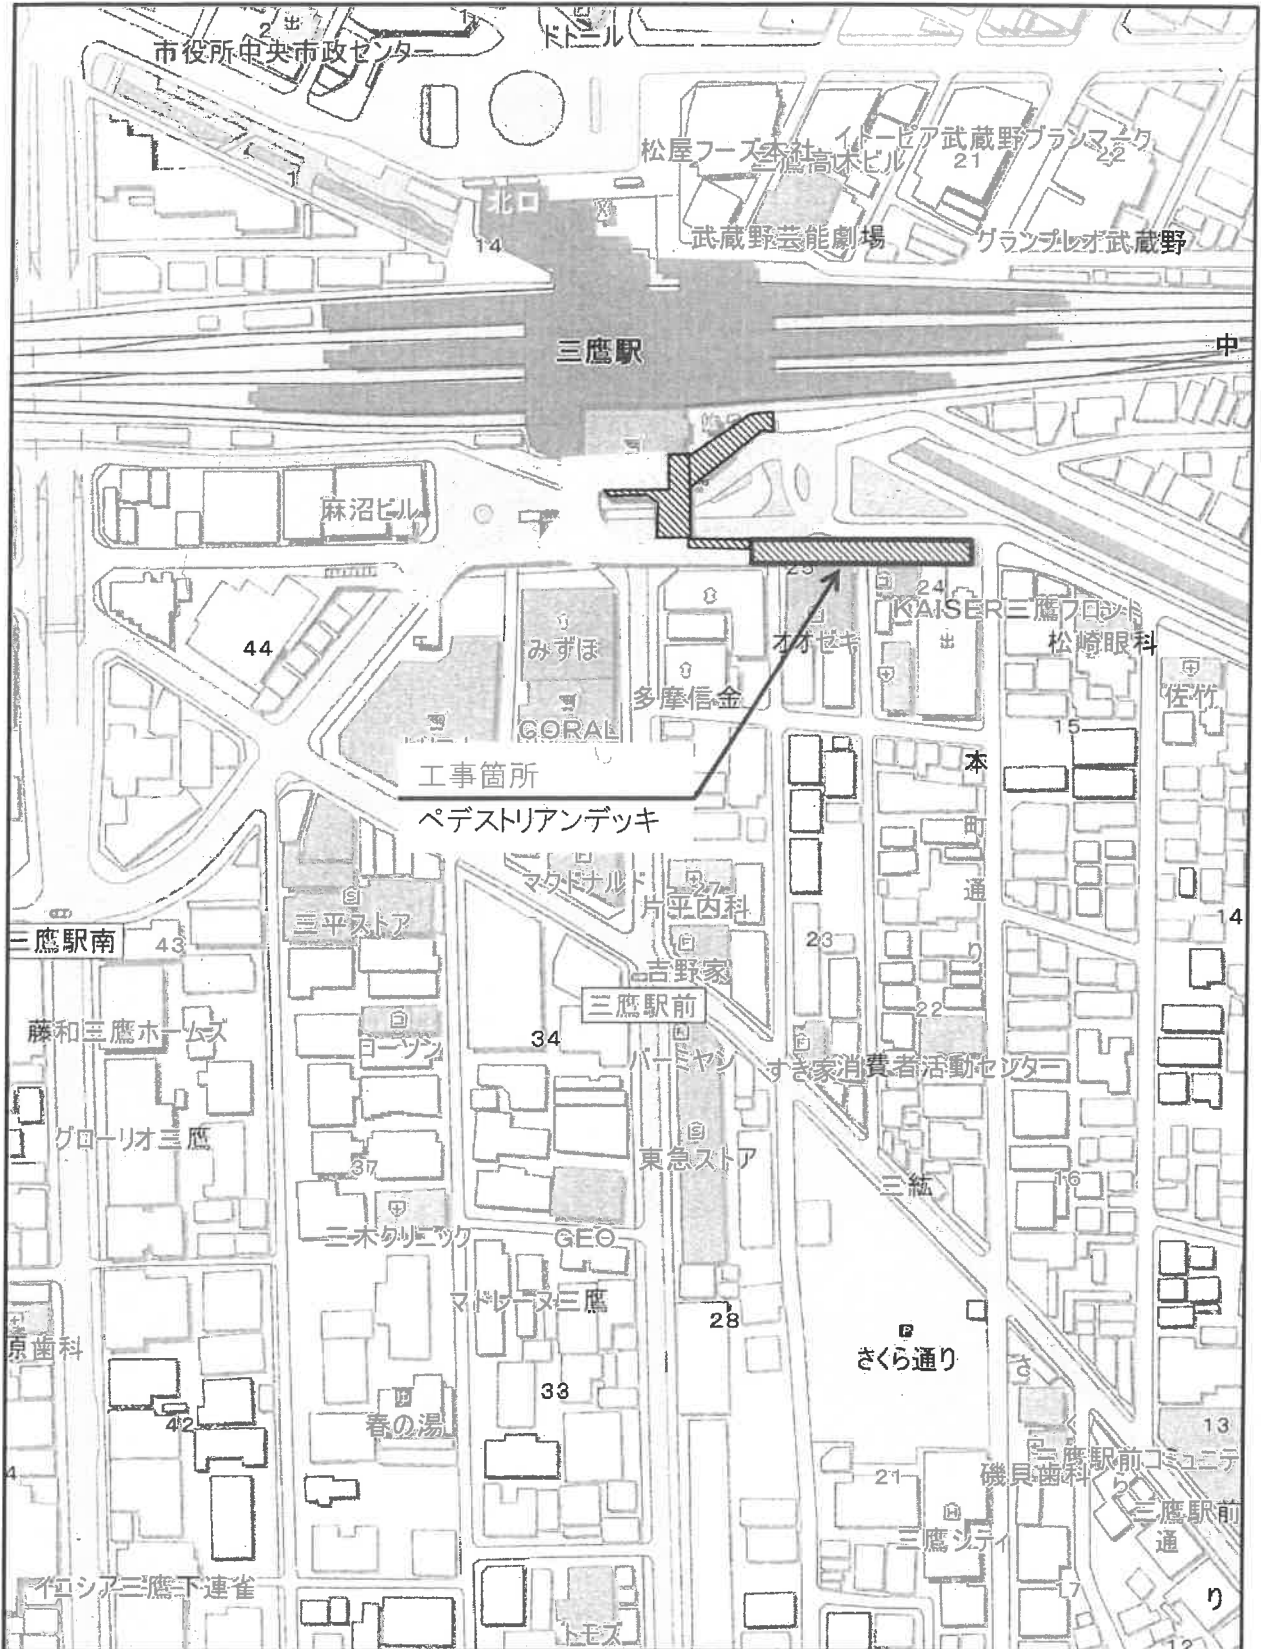 2
出
1
市役所中央市政センター
ドトール
松屋フーズ本社
三鷹高木ビル
イトーピア武蔵野ブランマーク
21
22
1
北口
14
武蔵野芸能劇場
グランプレオ武蔵野
三鷹駅
中
麻沼ビル
25
24
KAISER三鷹フロント
出
44
みずほ
オオゼキ
松崎眼科
多摩信金
佐竹
CORAL
15
工事箇所
ペデストリアンデッキ
本
町
通
り
マクドナルド
27
片平内科
三平ストア
14
三鷹駅南
43
23
吉野家
三鷹駅前
22
藤和三鷹ホームズ
ローソン
34
バーミヤン
すき家
消費者活動センター
グローリオ三鷹
37
東急ストア
三紘
16
三木クリニック
GEO
マドレーヌ三鷹
28
P
さくら通り
原歯科
さ
33
42
春の湯
13
く
4
21
磯貝歯科
三鷹駅前コミュニテ
ら
三鷹シティ
三鷹駅前
通
イニシア三鷹下連雀
17
り
トモズ
12